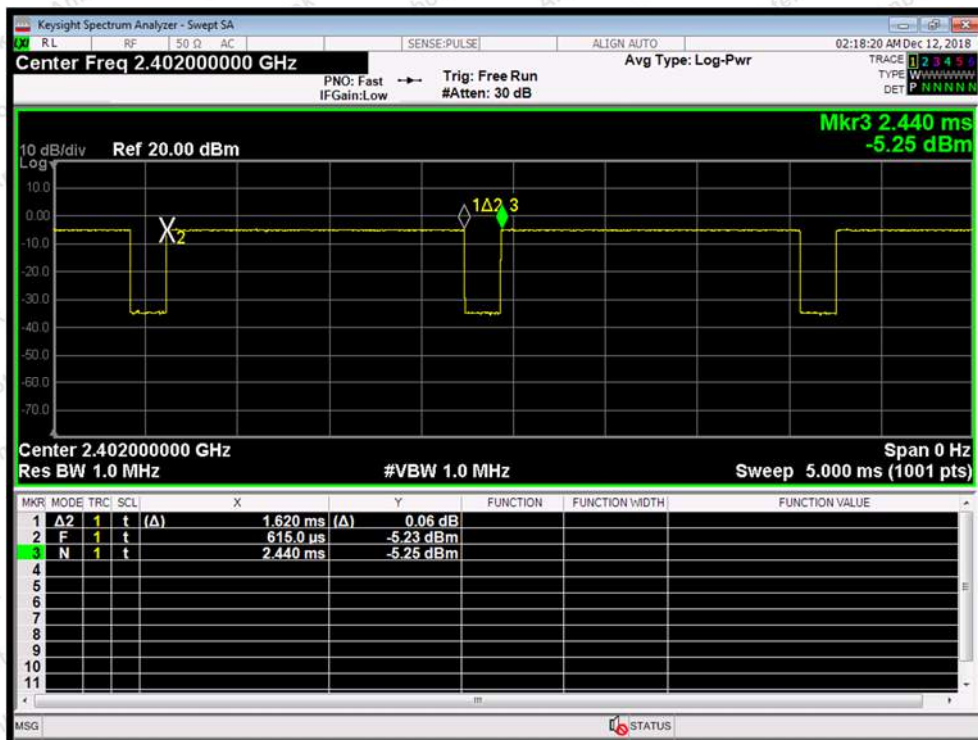 Keysight Spectrum Analyzer - Swept SA
RL RF 50 Ω AC SENSE:PULSE ALIGN AUTO 02:18:20 AM Dec 12, 2018
Center Freq 2.402000000 GHz
PNO: Fast
IFGain:Low
Trig: Free Run
#Atten: 30 dB
Avg Type: Log-Pwr
TRACE 1 2 3 4 5 6
TYPE WWWWWWW
DET P N N N N N
Mkr3 2.440 ms
-5.25 dBm
10 dB/div Ref 20.00 dBm
Log
10.0
0.00
-10.0
-20.0
-30.0
-40.0
-50.0
-60.0
-70.0
1Δ2 3
X2
Center 2.402000000 GHz Span 0 Hz
Res BW 1.0 MHz #VBW 1.0 MHz Sweep 5.000 ms (1001 pts)
MKR MODE TRC SCL X Y FUNCTION FUNCTION WIDTH FUNCTION VALUE
1 Δ2 1 t (Δ) 1.620 ms (Δ) 0.06 dB
2 F 1 t 615.0 µs -5.23 dBm
3 N 1 t 2.440 ms -5.25 dBm
4
5
6
7
8
9
10
11
MSG STATUS